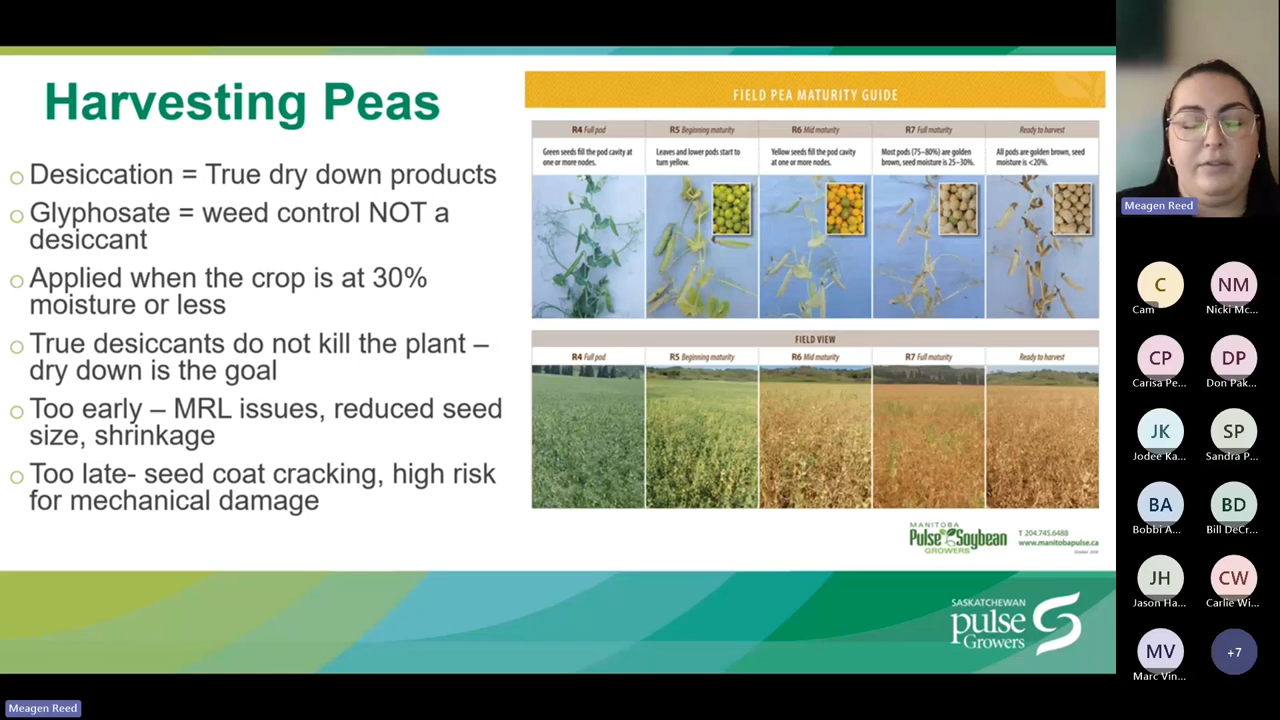 Harvesting Peas
Desiccation = True dry down products
Glyphosate = weed control NOT a
desiccant
Applied when the crop is at 30%
moisture or less
True desiccants do not kill the plant –
dry down is the goal
Too early – MRL issues, reduced seed
size, shrinkage
Too late- seed coat cracking, high risk
for mechanical damage
FIELD PEA MATURITY GUIDE
R4 Full pod
Green seeds fill the pod cavity at
one or more nodes.
R5 Beginning maturity
Leaves and lower pods start to
turn yellow.
R6 Mid maturity
Yellow seeds fill the pod cavity
at one or more nodes.
R7 Full maturity
Most pods (75–80%) are golden
brown, seed moisture is 25–30%.
Ready to harvest
All pods are golden brown, seed
moisture is <20%.
FIELD VIEW
R4 Full pod
R5 Beginning maturity
R6 Mid maturity
R7 Full maturity
Ready to harvest
MANITOBA
Pulse Soybean
GROWERS
T 204.745.6488
www.manitobapulse.ca
SASKATCHEWAN
pulse
Growers
Meagen Reed
C
Cam
NM
Nicki Mc...
CP
Carisa Pe...
DP
Don Pak...
JK
Jodee Ka...
SP
Sandra P...
BA
Bobbi A...
BD
Bill DeCr...
JH
Jason Ha...
CW
Carlie Wi...
MV
Marc Vin...
+7
Meagen Reed